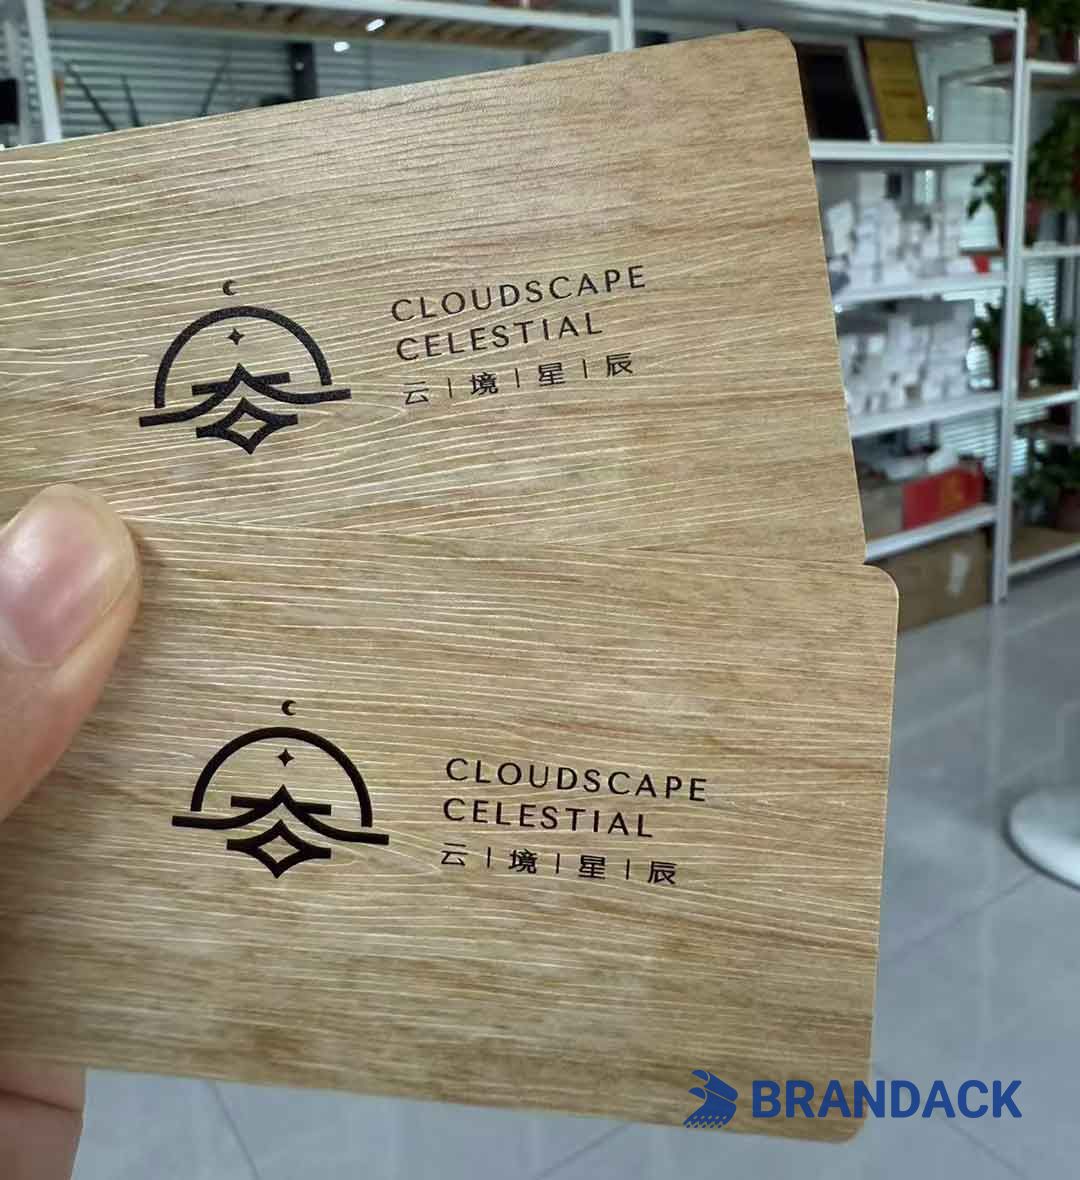 CLOUDSCAPE
CELESTIAL
云 | 境 | 星 | 辰
CLOUDSCAPE
CELESTIAL
云 | 境 | 星 | 辰
BRANDACK